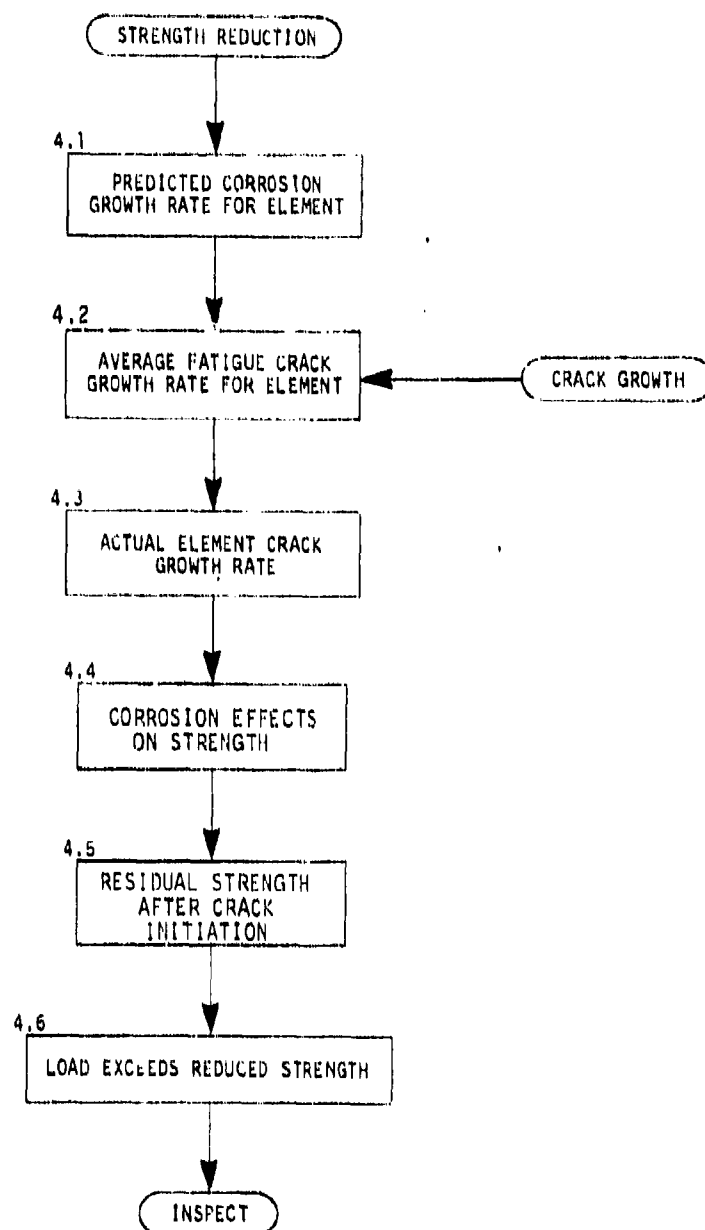 STRENGTH REDUCTION
4.1
PREDICTED CORROSION
GROWTH RATE FOR ELEMENT
4.2
AVERAGE FATIGUE CRACK
GROWTH RATE FOR ELEMENT
CRACK GROWTH
4.3
ACTUAL ELEMENT CRACK
GROWTH RATE
4.4
CORROSION EFFECTS
ON STRENGTH
4.5
RESIDUAL STRENGTH
AFTER CRACK
INITIATION
4.6
LOAD EXCEEDS REDUCED STRENGTH
INSPECT